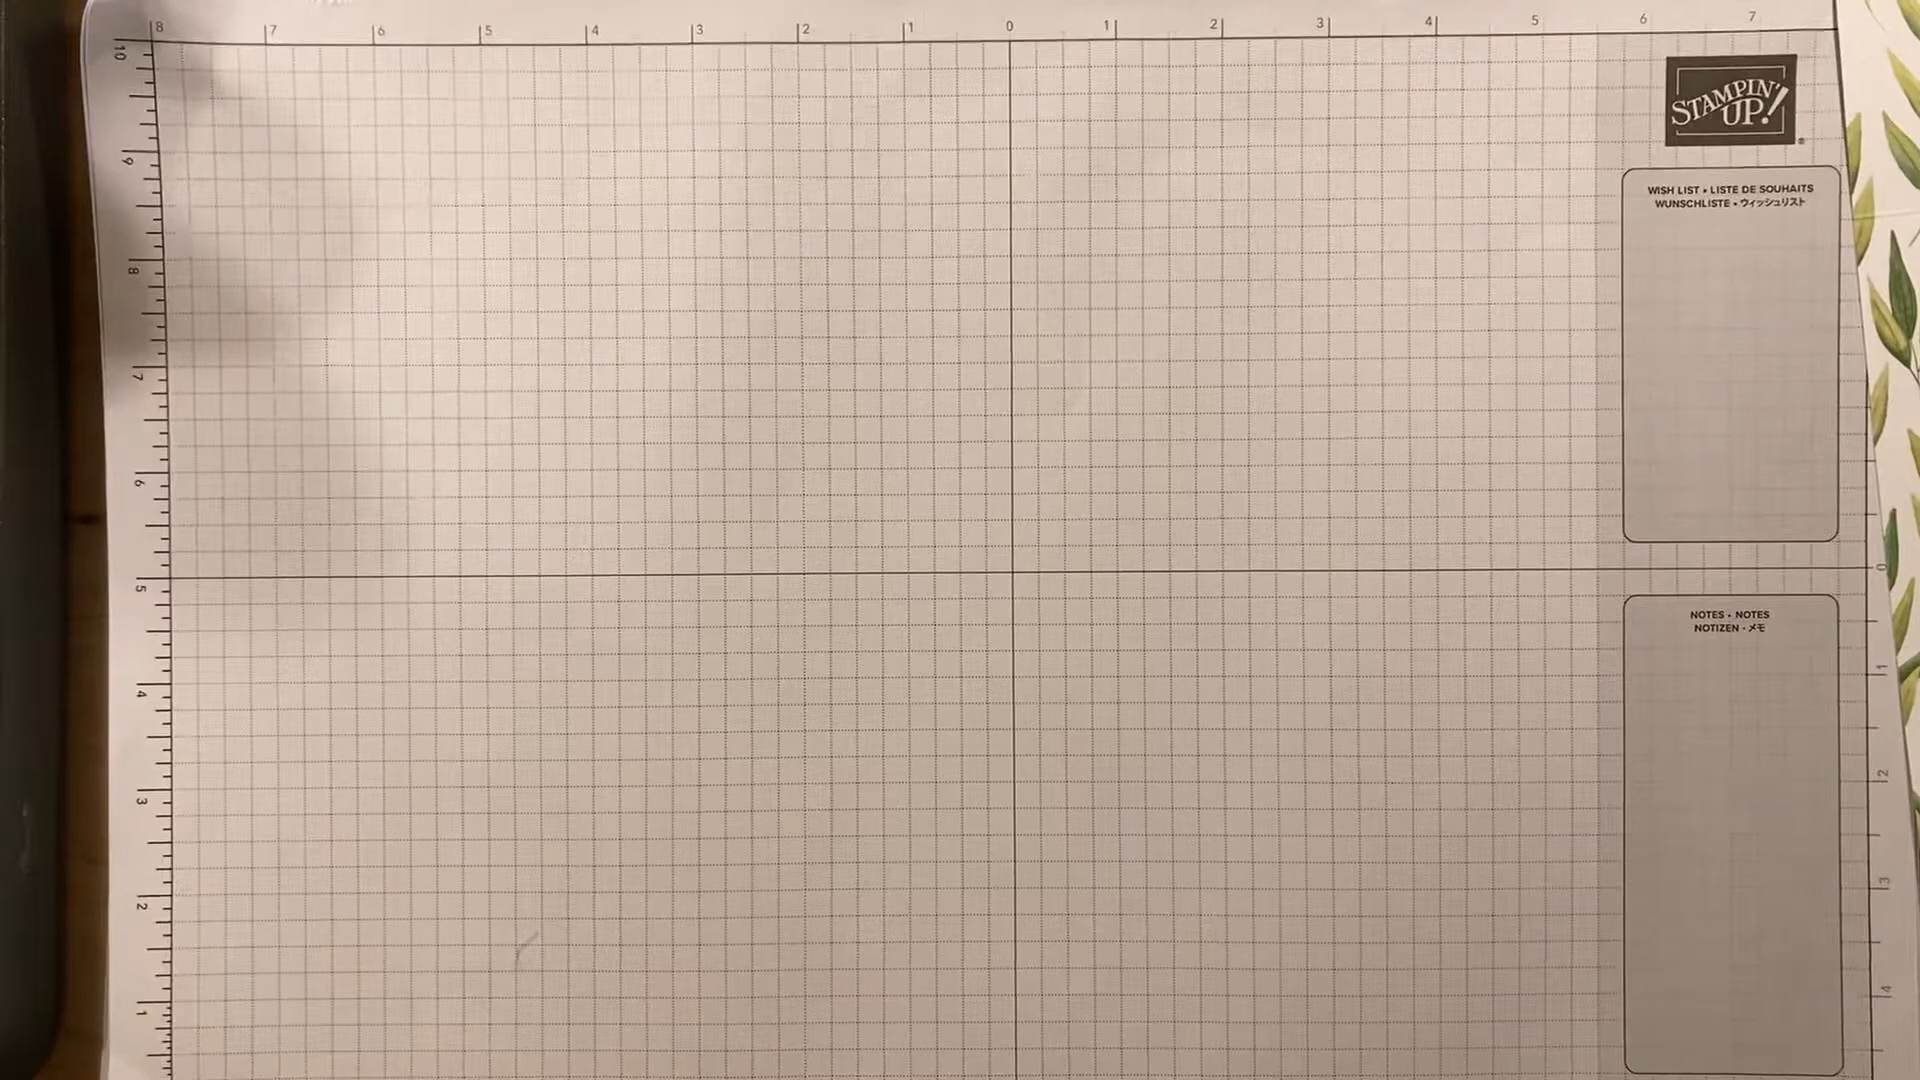 8 7 6 5 4 3 2 1 0 1 2 3 4 5 6 7
10
9
8
7
6
5
4
3
2
1
STAMPIN'
UP!®
WISH LIST • LISTE DE SOUHAITS
WUNSCHLISTE • ウィッシュリスト
NOTES • NOTES
NOTIZEN • メモ
0
1
2
3
4